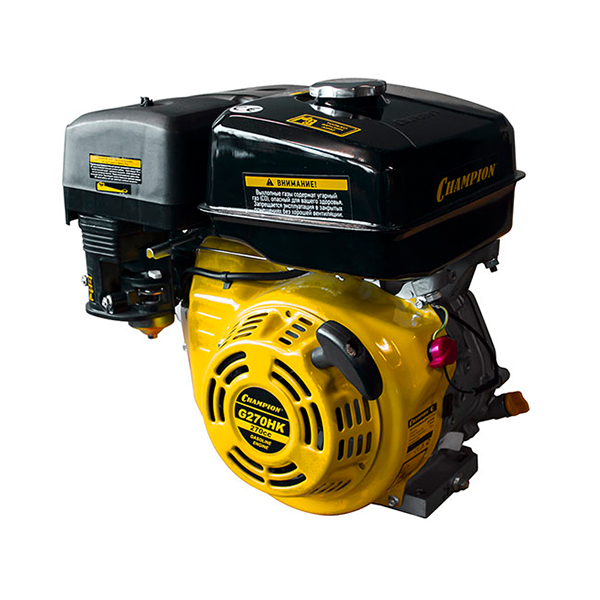 ВНИМАНИЕ!
Выхлопные газы содержат угарный
газ (CO), опасный для вашего здоровья.
Запрещается эксплуатация в закрытых
помещениях без хорошей вентиляции.
CHAMPION
CHAMPION
G270HK
270cc
GASOLINE
ENGINE